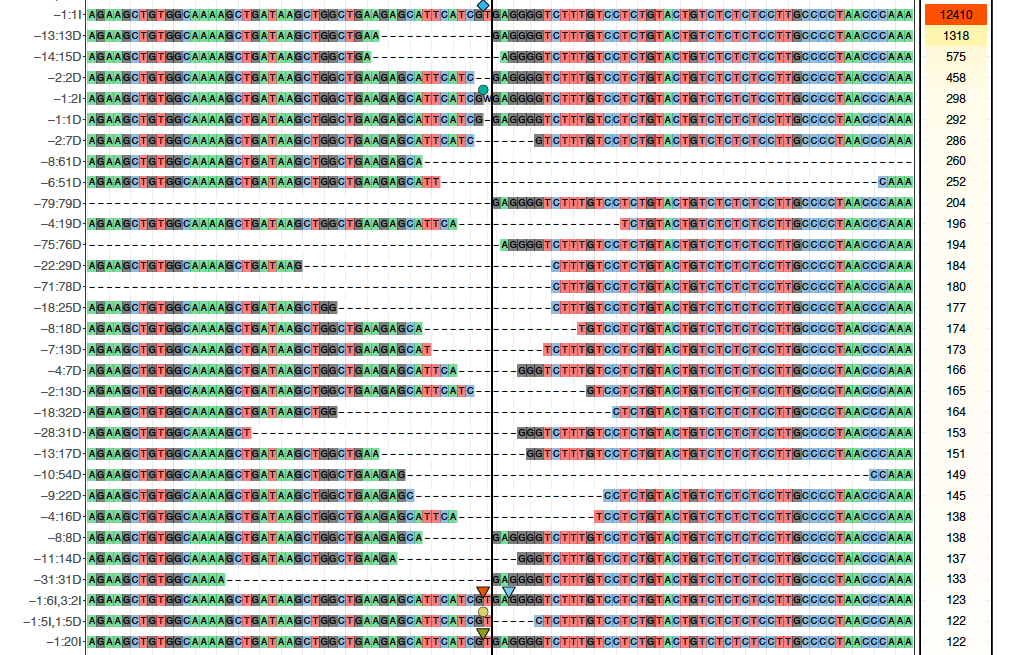 −1:1I AGAAGCTGTGGCAAAAGCTGATAAGCTGGCTGAAGAGCATTCATCGTGAGGGGTCTTTGTCCTCTGTACTGTCTCTCTCCTTGCCCCTAACCCAAA 12410
−13:13D AGAAGCTGTGGCAAAAGCTGATAAGCTGGCTGAA-------------GAGGGGTCTTTGTCCTCTGTACTGTCTCTCTCCTTGCCCCTAACCCAAA 1318
−14:15D AGAAGCTGTGGCAAAAGCTGATAAGCTGGCTGA---------------AGGGGTCTTTGTCCTCTGTACTGTCTCTCTCCTTGCCCCTAACCCAAA 575
−2:2D AGAAGCTGTGGCAAAAGCTGATAAGCTGGCTGAAGAGCATTCATC--GAGGGGTCTTTGTCCTCTGTACTGTCTCTCTCCTTGCCCCTAACCCAAA 458
−1:2I AGAAGCTGTGGCAAAAGCTGATAAGCTGGCTGAAGAGCATTCATCGwGAGGGGTCTTTGTCCTCTGTACTGTCTCTCTCCTTGCCCCTAACCCAAA 298
−1:1D AGAAGCTGTGGCAAAAGCTGATAAGCTGGCTGAAGAGCATTCATCG-GAGGGGTCTTTGTCCTCTGTACTGTCTCTCTCCTTGCCCCTAACCCAAA 292
−2:7D AGAAGCTGTGGCAAAAGCTGATAAGCTGGCTGAAGAGCATTCATC-------GTCTTTGTCCTCTGTACTGTCTCTCTCCTTGCCCCTAACCCAAA 286
−8:61D AGAAGCTGTGGCAAAAGCTGATAAGCTGGCTGAAGAGCA--------------------------------------------------------- 260
−6:51D AGAAGCTGTGGCAAAAGCTGATAAGCTGGCTGAAGAGCATT---------------------------------------------------CAAA 252
−79:79D -----------------------------------------------GAGGGGTCTTTGTCCTCTGTACTGTCTCTCTCCTTGCCCCTAACCCAAA 204
−4:19D AGAAGCTGTGGCAAAAGCTGATAAGCTGGCTGAAGAGCATTCA-------------------TCTGTACTGTCTCTCTCCTTGCCCCTAACCCAAA 196
−75:76D ------------------------------------------------AGGGGTCTTTGTCCTCTGTACTGTCTCTCTCCTTGCCCCTAACCCAAA 194
−22:29D AGAAGCTGTGGCAAAAGCTGATAAG-----------------------------CTTTGTCCTCTGTACTGTCTCTCTCCTTGCCCCTAACCCAAA 184
−71:78D ------------------------------------------------------CTTTGTCCTCTGTACTGTCTCTCTCCTTGCCCCTAACCCAAA 180
−18:25D AGAAGCTGTGGCAAAAGCTGATAAGCTGG-------------------------CTTTGTCCTCTGTACTGTCTCTCTCCTTGCCCCTAACCCAAA 177
−8:18D AGAAGCTGTGGCAAAAGCTGATAAGCTGGCTGAAGAGCA------------------TGTCCTCTGTACTGTCTCTCTCCTTGCCCCTAACCCAAA 174
−7:13D AGAAGCTGTGGCAAAAGCTGATAAGCTGGCTGAAGAGCAT-------------TCTTTGTCCTCTGTACTGTCTCTCTCCTTGCCCCTAACCCAAA 173
−4:7D AGAAGCTGTGGCAAAAGCTGATAAGCTGGCTGAAGAGCATTCA-------GGGTCTTTGTCCTCTGTACTGTCTCTCTCCTTGCCCCTAACCCAAA 166
−2:13D AGAAGCTGTGGCAAAAGCTGATAAGCTGGCTGAAGAGCATTCATC-------------GTCCTCTGTACTGTCTCTCTCCTTGCCCCTAACCCAAA 165
−18:32D AGAAGCTGTGGCAAAAGCTGATAAGCTGG--------------------------------CTCTGTACTGTCTCTCTCCTTGCCCCTAACCCAAA 164
−28:31D AGAAGCTGTGGCAAAAGCT-------------------------------GGGTCTTTGTCCTCTGTACTGTCTCTCTCCTTGCCCCTAACCCAAA 153
−13:17D AGAAGCTGTGGCAAAAGCTGATAAGCTGGCTGAA-----------------GGTCTTTGTCCTCTGTACTGTCTCTCTCCTTGCCCCTAACCCAAA 151
−10:54D AGAAGCTGTGGCAAAAGCTGATAAGCTGGCTGAAGAG------------------------------------------------------CCAAA 149
−9:22D AGAAGCTGTGGCAAAAGCTGATAAGCTGGCTGAAGAGC----------------------CCTCTGTACTGTCTCTCTCCTTGCCCCTAACCCAAA 145
−4:16D AGAAGCTGTGGCAAAAGCTGATAAGCTGGCTGAAGAGCATTCA----------------TCCTCTGTACTGTCTCTCTCCTTGCCCCTAACCCAAA 138
−8:8D AGAAGCTGTGGCAAAAGCTGATAAGCTGGCTGAAGAGCA--------GAGGGGTCTTTGTCCTCTGTACTGTCTCTCTCCTTGCCCCTAACCCAAA 138
−11:14D AGAAGCTGTGGCAAAAGCTGATAAGCTGGCTGAAGA--------------GGGTCTTTGTCCTCTGTACTGTCTCTCTCCTTGCCCCTAACCCAAA 137
−31:31D AGAAGCTGTGGCAAAA-------------------------------GAGGGGTCTTTGTCCTCTGTACTGTCTCTCTCCTTGCCCCTAACCCAAA 133
−1:6I,3:2I AGAAGCTGTGGCAAAAGCTGATAAGCTGGCTGAAGAGCATTCATCGTGAGGGGTCTTTGTCCTCTGTACTGTCTCTCTCCTTGCCCCTAACCCAAA 123
−1:5I,1:5D AGAAGCTGTGGCAAAAGCTGATAAGCTGGCTGAAGAGCATTCATCGT-----CTCTTTGTCCTCTGTACTGTCTCTCTCCTTGCCCCTAACCCAAA 122
−1:20I AGAAGCTGTGGCAAAAGCTGATAAGCTGGCTGAAGAGCATTCATCGTGAGGGGTCTTTGTCCTCTGTACTGTCTCTCTCCTTGCCCCTAACCCAAA 122